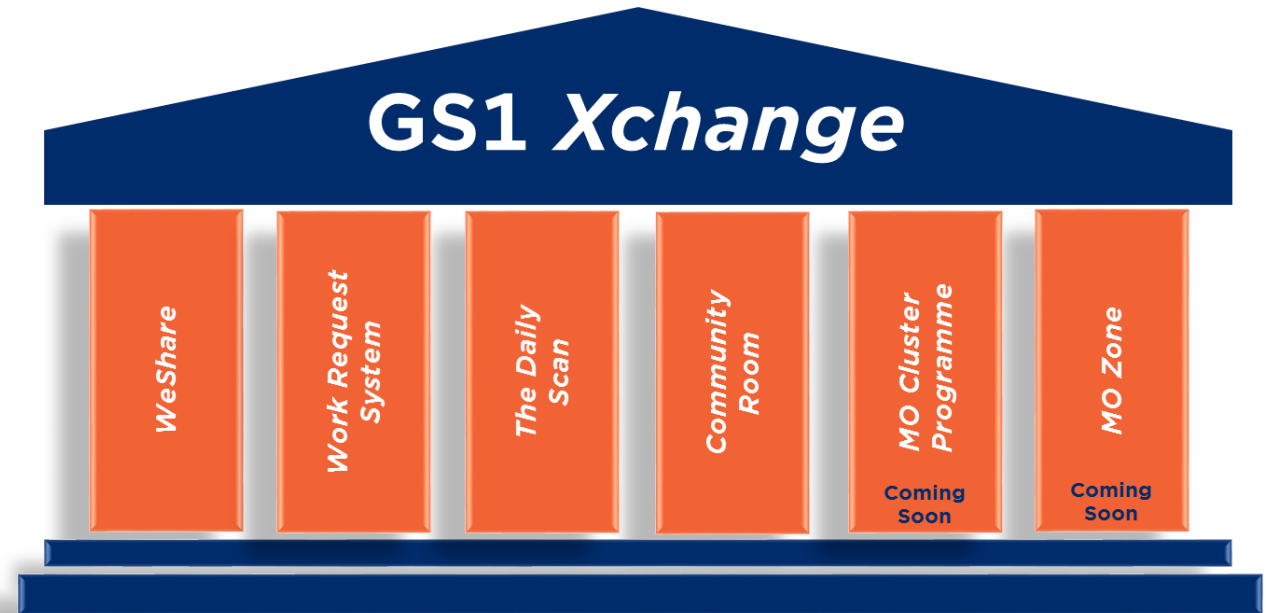 GS1 Xchange
WeShare
Work Request
System
The Daily
Scan
Community
Room
MO Cluster
Programme
Coming
Soon
MO Zone
Coming
Soon